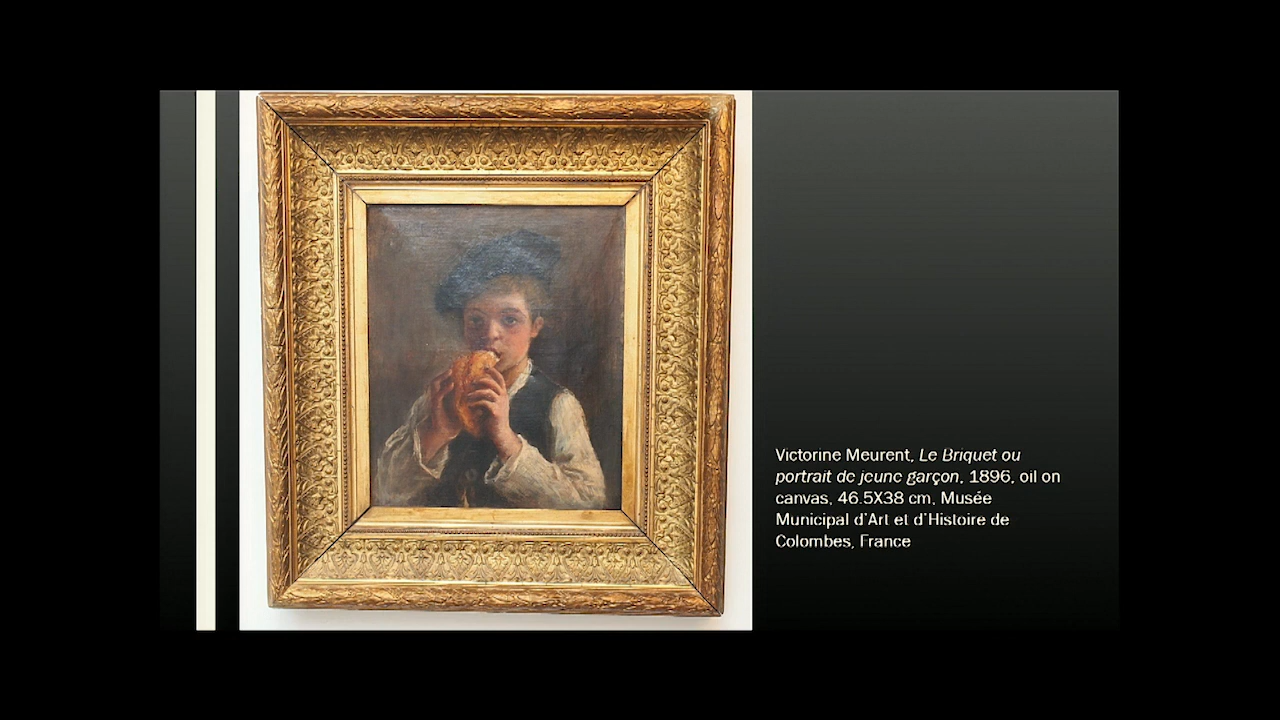 Victorine Meurent, Le Briquet ou
portrait de jeune garçon, 1896, oil on
canvas, 46.5X38 cm, Musée
Municipal d'Art et d'Histoire de
Colombes, France